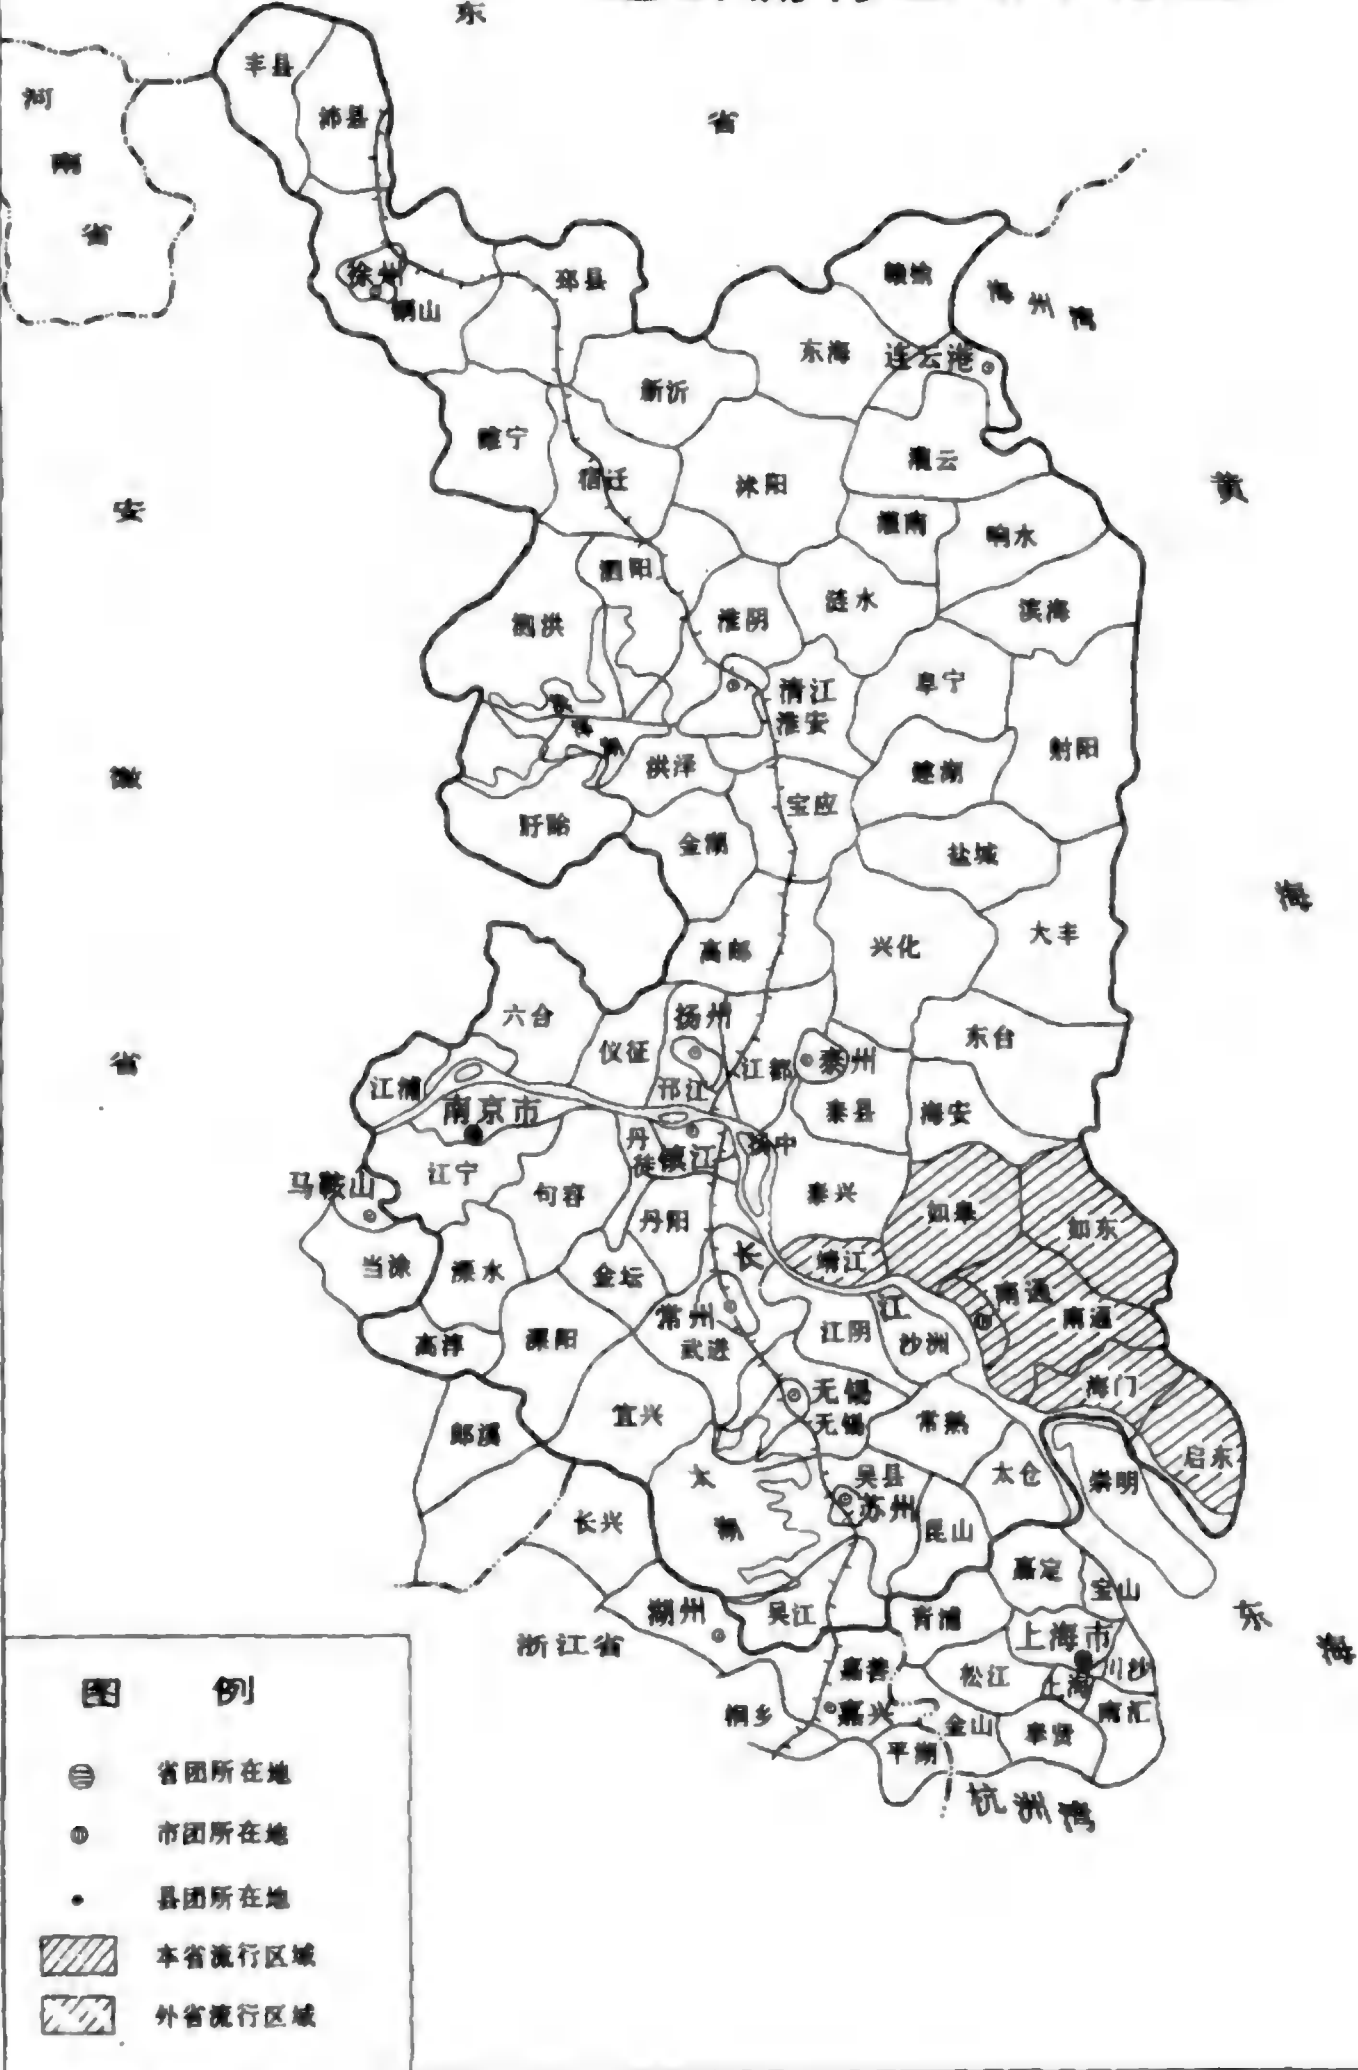 东
省
河
南
省
丰县
沛县
徐州
铜山
邳县
赣榆
海州湾
东海
连云港
新沂
睢宁
宿迁
沭阳
灌云
灌南
响水
泗阳
泗洪
淮阴
涟水
滨海
安
徽
省
黄
海
清江
淮安
阜宁
射阳
洪泽
建湖
宝应
盱眙
金湖
盐城
高邮
兴化
大丰
六合
扬州
仪征
东台
江浦
邗江
江都
泰州
泰县
海安
南京市
丹徒
镇江
扬中
马鞍山
江宁
句容
丹阳
泰兴
如皋
如东
当涂
溧水
金坛
长
靖江
江
南通
南通
高淳
溧阳
常州
武进
江阴
沙洲
海门
郎溪
宜兴
无锡
无锡
常熟
启东
太
湖
吴县
苏州
太仓
崇明
长兴
昆山
嘉定
宝山
湖州
吴江
青浦
浙江省
上海市
东
海
嘉善
松江
上海
川沙
桐乡
嘉兴
金山
奉贤
南汇
平湖
杭洲湾
图例
省团所在地
市团所在地
县团所在地
本省流行区域
外省流行区域